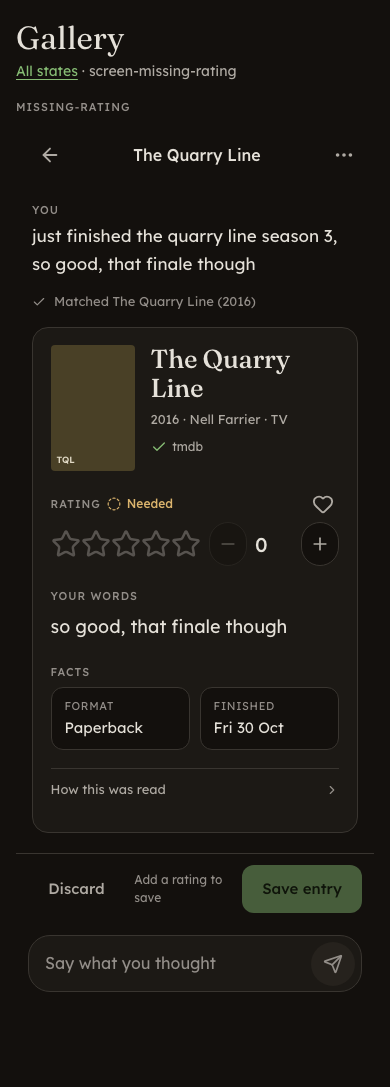 Gallery
All states · screen-missing-rating
MISSING-RATING
The Quarry Line
YOU
just finished the quarry line season 3,
so good, that finale though
Matched The Quarry Line (2016)
The Quarry
Line
2016 · Nell Farrier · TV
tmdb
TQL
RATING Needed
0
YOUR WORDS
so good, that finale though
FACTS
FORMAT
Paperback
FINISHED
Fri 30 Oct
How this was read
Discard
Add a rating to
save
Save entry
Say what you thought